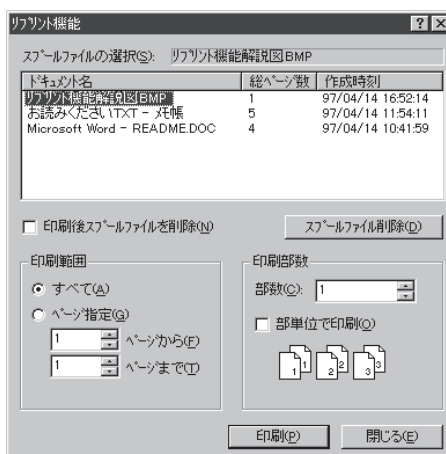 リプリント機能
スプールファイルの選択(S): リプリント機能解説図BMP
ドキュメント名 総ページ数 作成時刻
リプリント機能解説図BMP 1 97/04/14 16:52:14
お読みくださいTXT - メモ帳 5 97/04/14 11:54:11
Microsoft Word - README.DOC 4 97/04/14 10:41:59
印刷後スプールファイルを削除(N) スプールファイル削除(D)
印刷範囲 印刷部数
すべて(A) 部数(C): 1
ページ指定(G) 部単位で印刷(O)
1 ページから(F)
1 ページまで(T)
1 1 2 2 3 3
印刷(P) 閉じる(E)